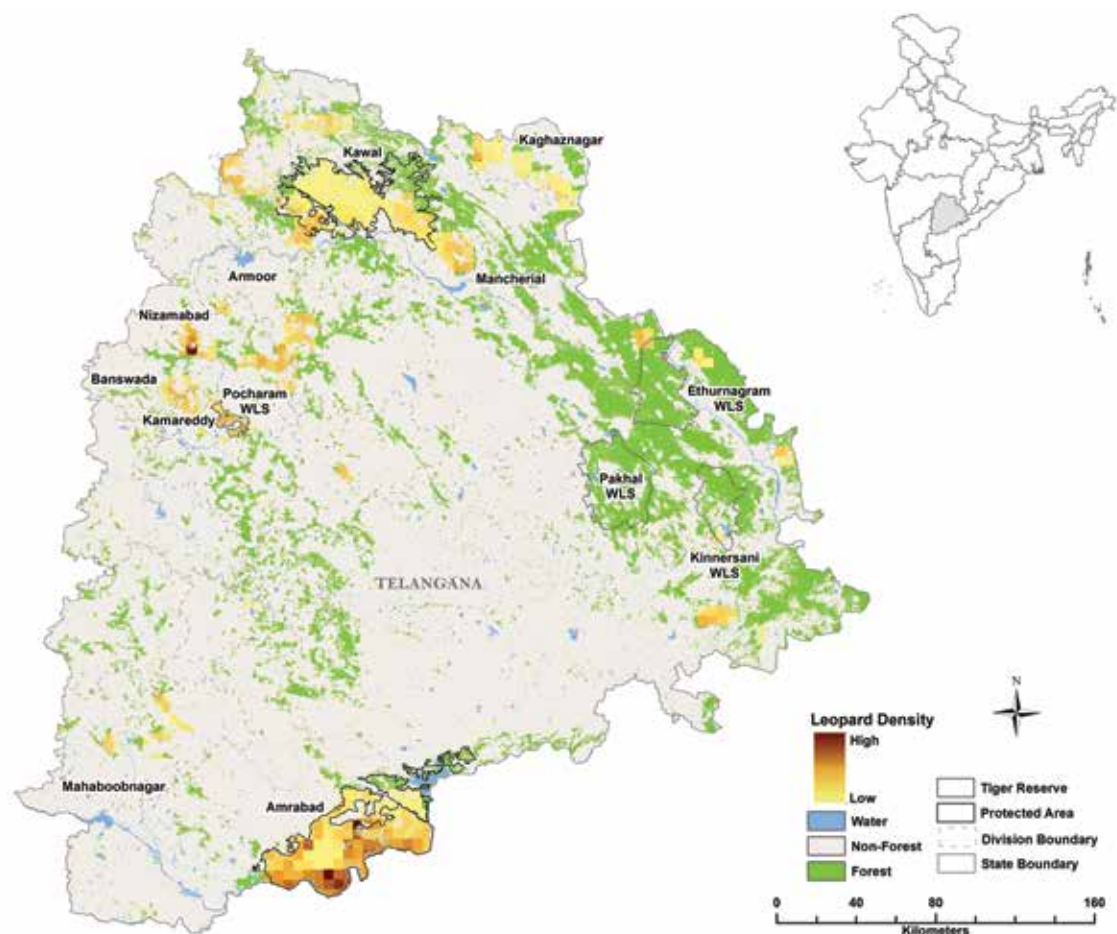 Kaghaznagar
Kawal
Armoor
Mancherial
Nizamabad
Banswada
Pocharam
WLS
Kamareddy
Ethurnagram
WLS
Pakhal
WLS
Kinnersani
WLS
TELANGANA
Mahaboobnagar
Amrabad
N
Leopard Density
High
Low
Water
Non-Forest
Forest
Tiger Reserve
Protected Area
Division Boundary
State Boundary
0 40 80 160
Kilometers